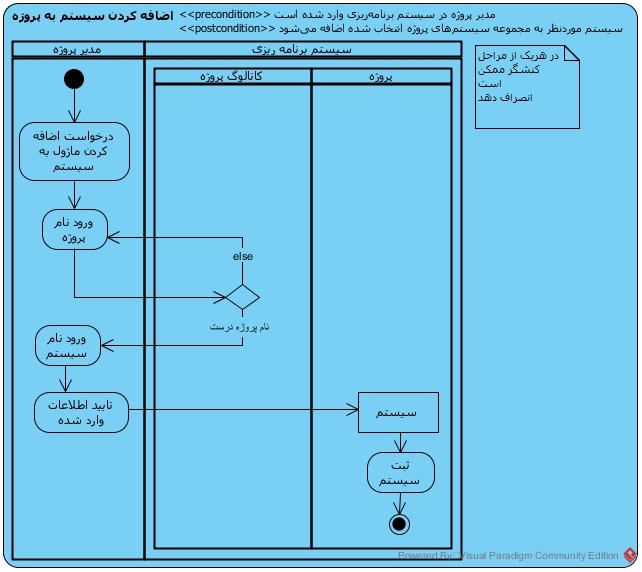 اضافه کردن سیستم به پروژه
<<precondition>> مدیر پروژه در سیستم برنامه‌ریزی وارد شده است
<<postcondition>> سیستم موردنظر به مجموعه سیستم‌های پروژه انتخاب شده اضافه می‌شود
مدیر پروژه
سیستم برنامه ریزی
کاتالوگ پروژه
پروژه
در هریک از مراحل
کنشگر ممکن
است
انصراف دهد
درخواست اضافه
کردن ماژول به
سیستم
ورود نام
پروژه
else
نام پروژه درست
ورود نام
سیستم
تایید اطلاعات
وارد شده
سیستم
ثبت
سیستم
Powered By Visual Paradigm Community Edition